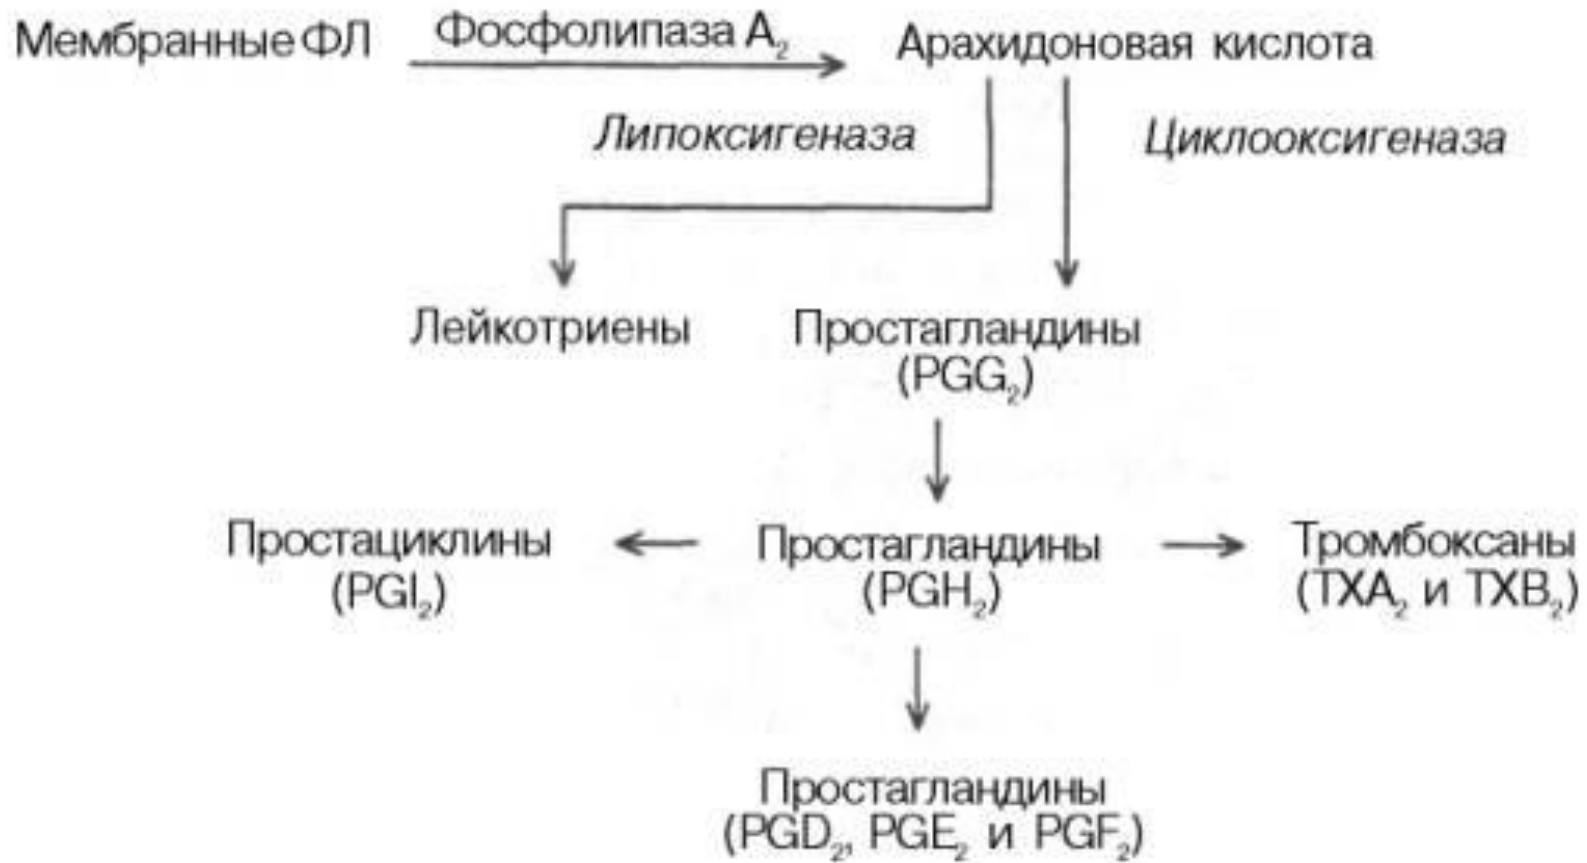 Мембранные ФЛ
Фосфолипаза А₂
Арахидоновая кислота
Липоксигеназа
Циклооксигеназа
Лейкотриены
Простагландины
(PGG₂)
Простациклины
(PGI₂)
Простагландины
(PGH₂)
Тромбоксаны
(TXA₂ и TXB₂)
Простагландины
(PGD₂, PGE₂ и PGF₂)